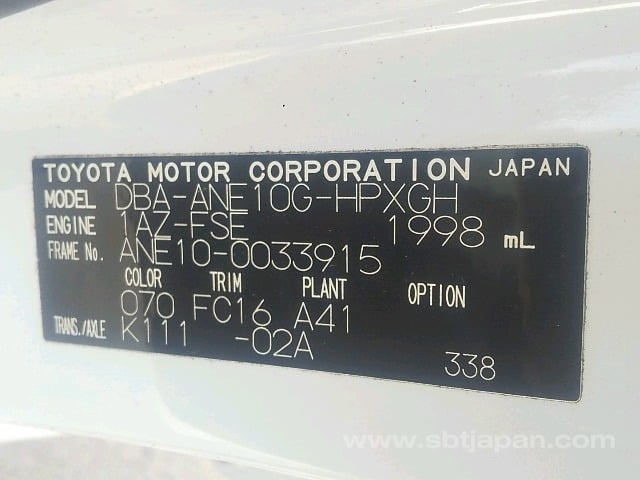 TOYOTA MOTOR CORPORATION JAPAN
MODEL DBA-ANE10G-HPXGH
ENGINE 1AZ-FSE 1998 mL
FRAME No. ANE10-0033915
COLOR TRIM PLANT OPTION
070 FC16 A41
TRANS./AXLE K111 -02A
338
www.sbtjapan.com